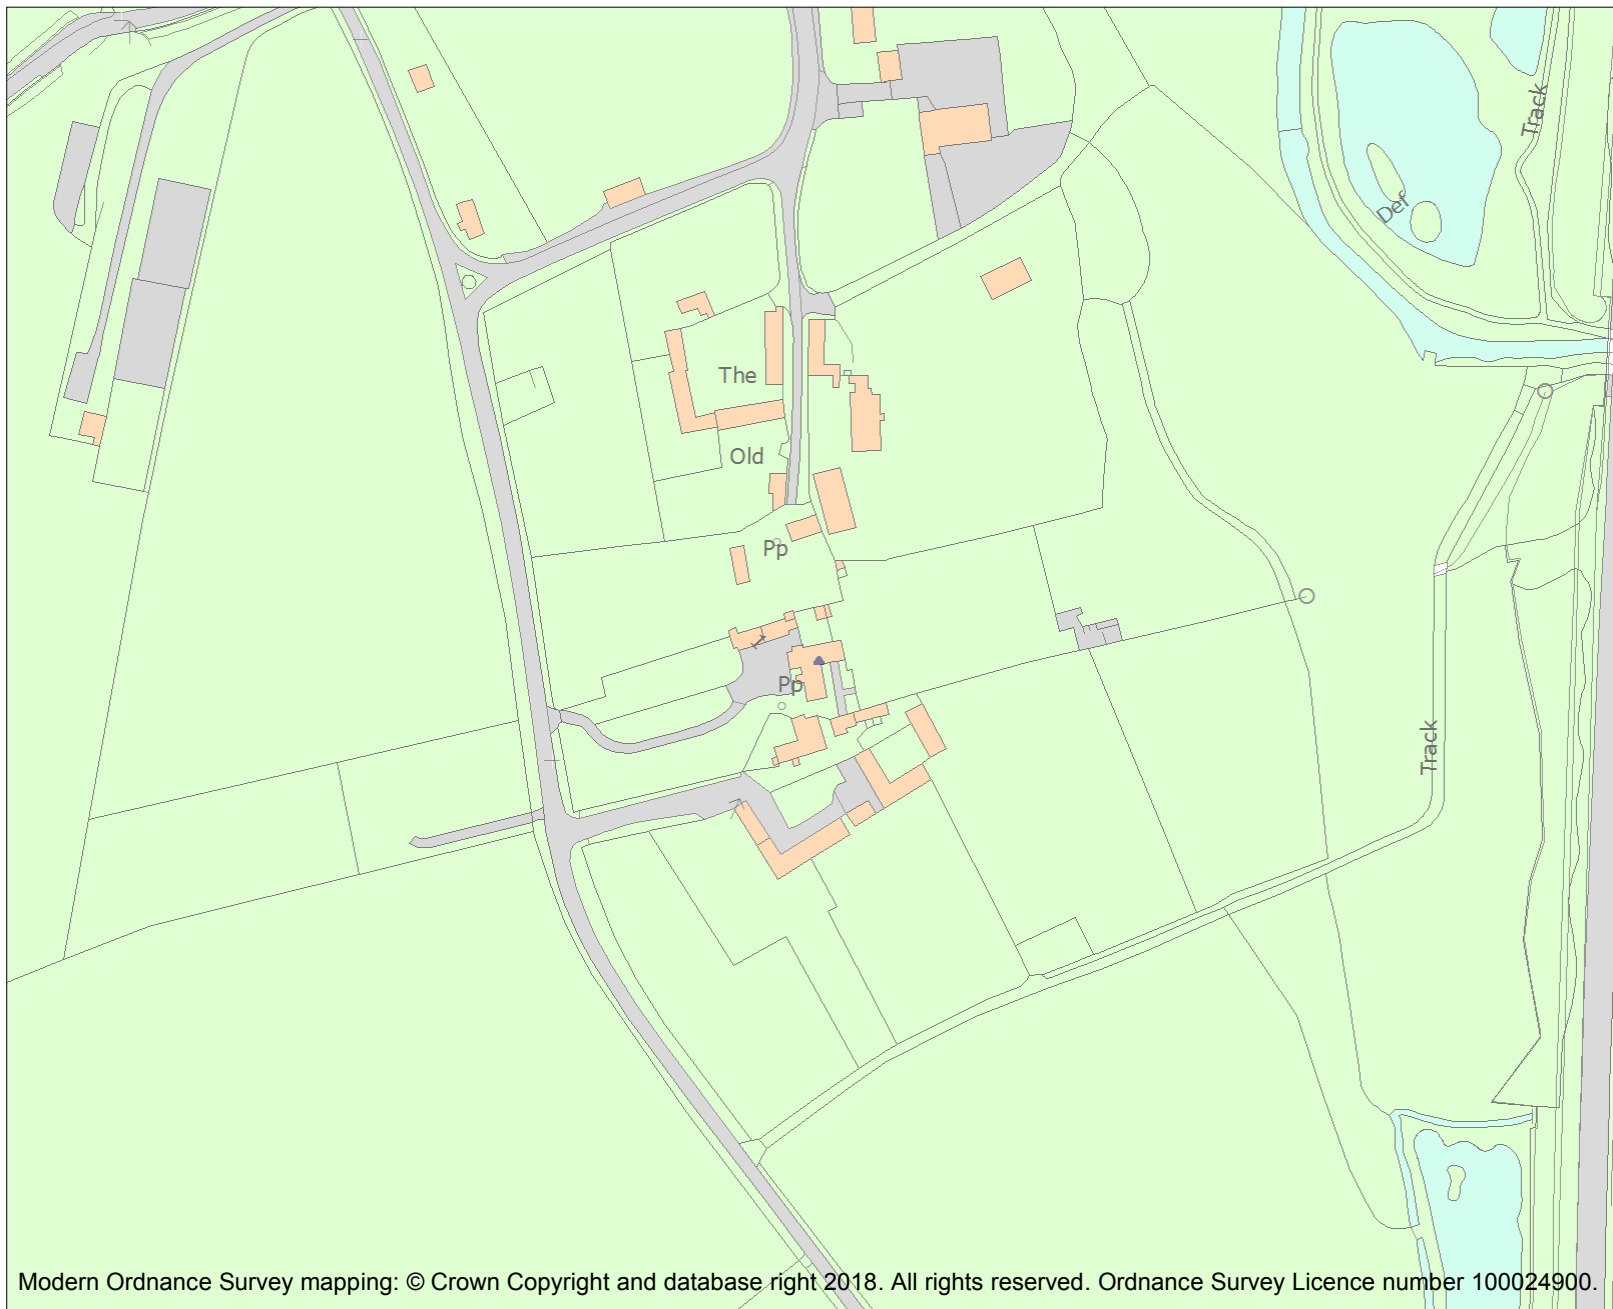 Track
Def
The
Old
Pp
1
Pp
Track
Modern Ordnance Survey mapping: © Crown Copyright and database right 2018. All rights reserved. Ordnance Survey Licence number 100024900.